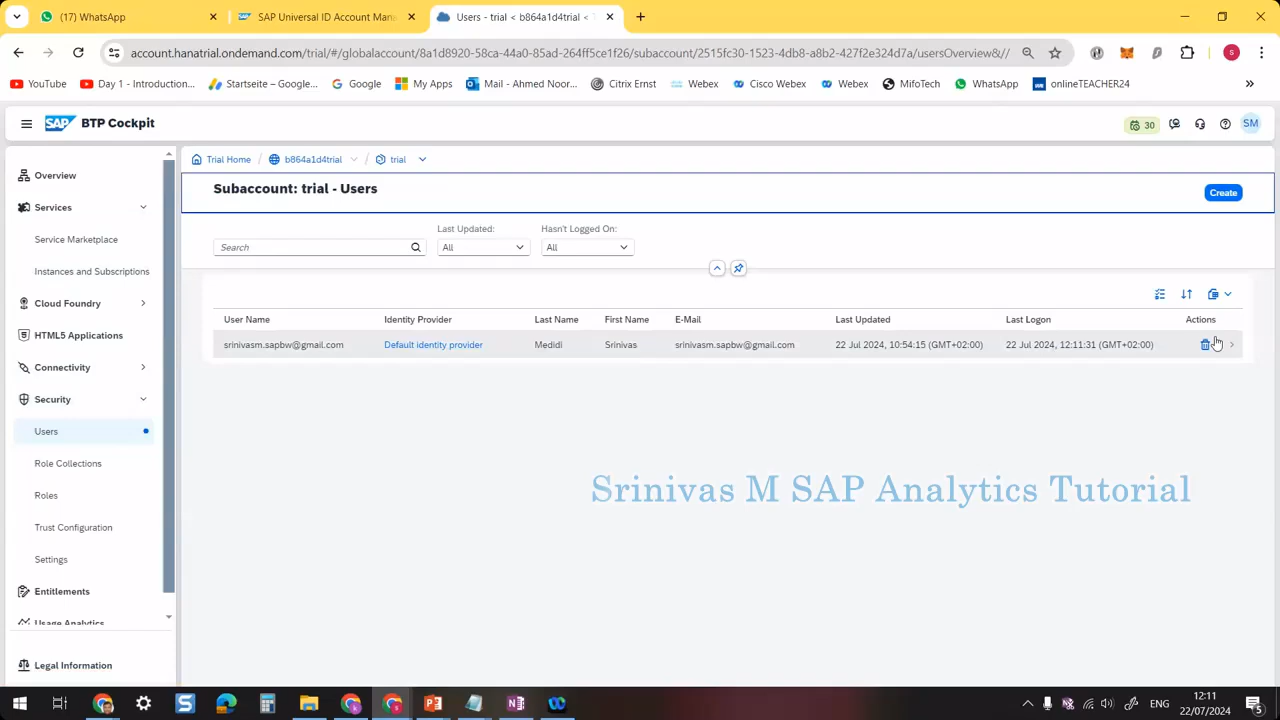 (17) WhatsApp
SAP Universal ID Account Mana
Users - trial < b864a1d4trial <
account.hanatrial.ondemand.com/trial/#/globalaccount/8a1d8920-58ca-44a0-85ad-264ff5ce1f26/subaccount/2515fc30-1523-4db8-a8b2-427f2e324d7a/usersOverview&//
S
YouTube
Day 1 - Introduction...
Startseite – Google...
Google
My Apps
Mail - Ahmed Noor...
Citrix Ernst
Webex
Cisco Webex
Webex
MifoTech
WhatsApp
onlineTEACHER24
SAP BTP Cockpit
30
SM
Overview
Services
Service Marketplace
Instances and Subscriptions
Cloud Foundry
HTML5 Applications
Connectivity
Security
Users
Role Collections
Roles
Trust Configuration
Settings
Entitlements
Usage Analytics
Legal Information
Trial Home / b864a1d4trial / trial
Subaccount: trial - Users
Create
Last Updated: Hasn't Logged On:
Search All All
User Name Identity Provider Last Name First Name E-Mail Last Updated Last Logon Actions
srinivasm.sapbw@gmail.com Default identity provider Medidi Srinivas srinivasm.sapbw@gmail.com 22 Jul 2024, 10:54:15 (GMT+02:00) 22 Jul 2024, 12:11:31 (GMT+02:00)
Srinivas M SAP Analytics Tutorial
ENG
12:11
22/07/2024
5